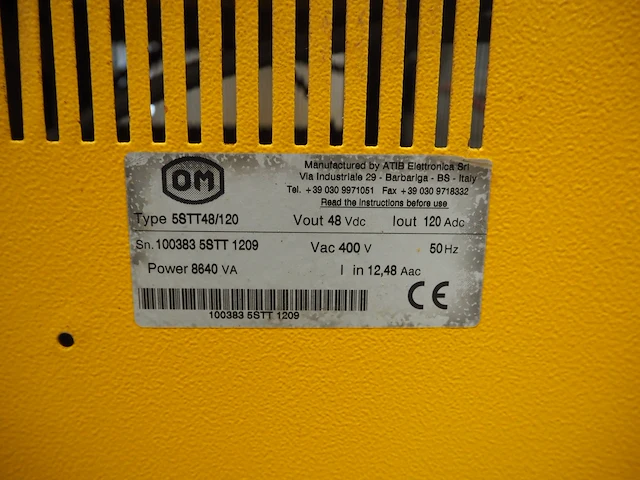 OM
Manufactured by ATIB Elettronica Srl
Via Industriale 29 - Barbariga - BS - Italy
Tel. +39 030 9971051 Fax +39 030 9718332
Read the instructions before use
Type 5STT48/120 Vout 48 Vdc Iout 120 Adc
Sn. 100383 5STT 1209 Vac 400 V 50 Hz
Power 8640 VA I in 12,48 Aac
CE
100383 5STT 1209